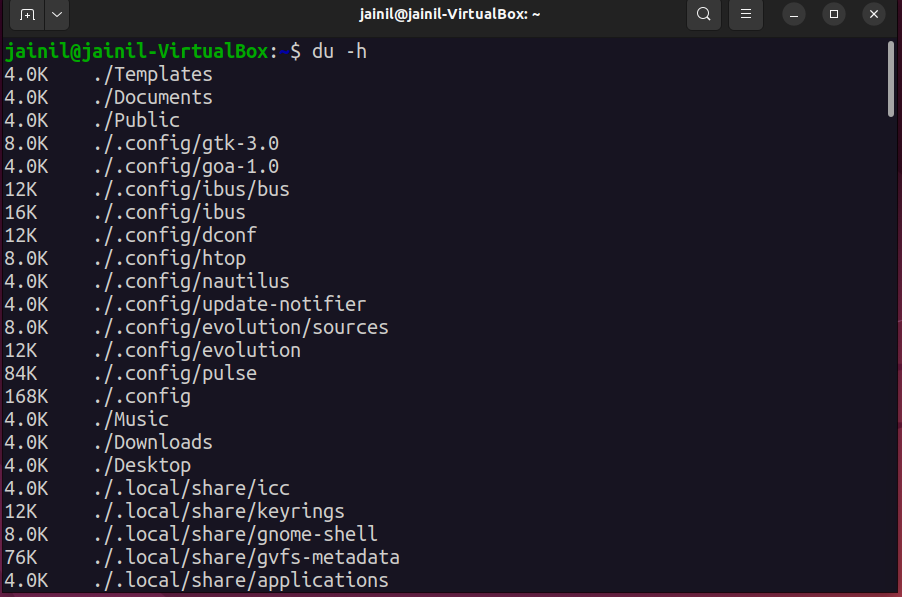 jainil@jainil-VirtualBox: ~
jainil@jainil-VirtualBox:~$ du -h
4.0K	./Templates
4.0K	./Documents
4.0K	./Public
8.0K	./.config/gtk-3.0
4.0K	./.config/goa-1.0
12K	./.config/ibus/bus
16K	./.config/ibus
12K	./.config/dconf
8.0K	./.config/htop
4.0K	./.config/nautilus
4.0K	./.config/update-notifier
8.0K	./.config/evolution/sources
12K	./.config/evolution
84K	./.config/pulse
168K	./.config
4.0K	./Music
4.0K	./Downloads
4.0K	./Desktop
4.0K	./.local/share/icc
12K	./.local/share/keyrings
8.0K	./.local/share/gnome-shell
76K	./.local/share/gvfs-metadata
4.0K	./.local/share/applications